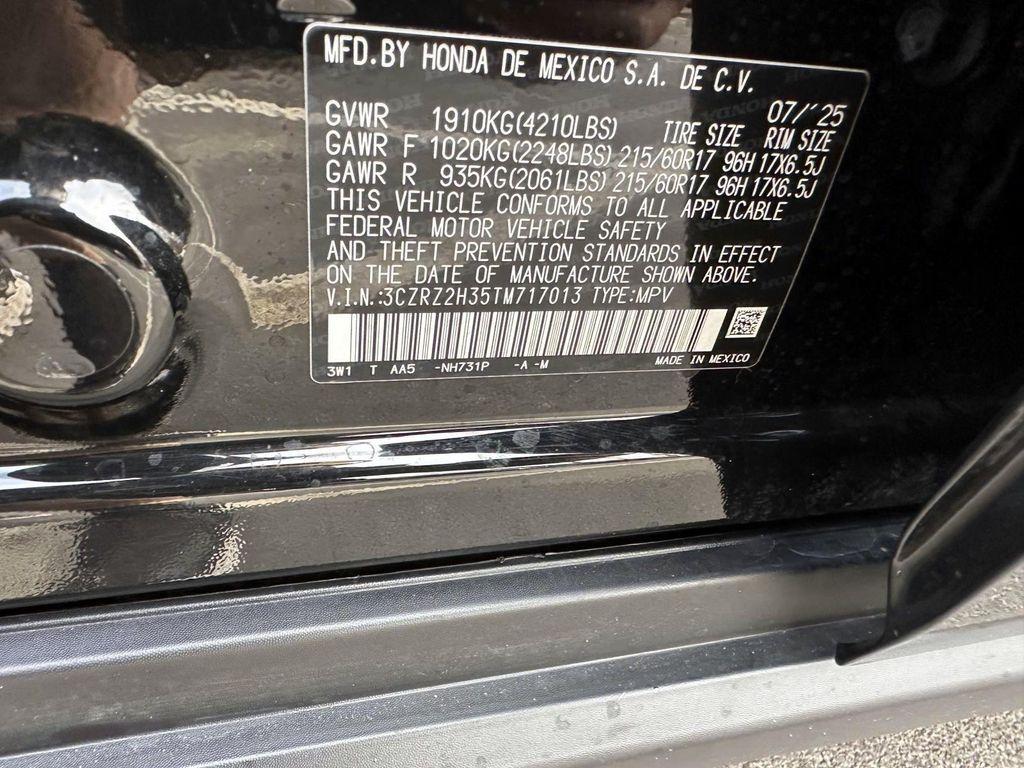 MFD.BY HONDA DE MEXICO S.A. DE C.V.
07/'25
GVWR 1910KG(4210LBS) TIRE SIZE RIM SIZE
GAWR F 1020KG(2248LBS) 215/60R17 96H 17X6.5J
GAWR R 935KG(2061LBS) 215/60R17 96H 17X6.5J
THIS VEHICLE CONFORMS TO ALL APPLICABLE
FEDERAL MOTOR VEHICLE SAFETY
AND THEFT PREVENTION STANDARDS IN EFFECT
ON THE DATE OF MANUFACTURE SHOWN ABOVE.
V.I.N.:3CZRZ2H35TM717013 TYPE:MPV
3W1 T AA5 -NH731P -A -M MADE IN MEXICO